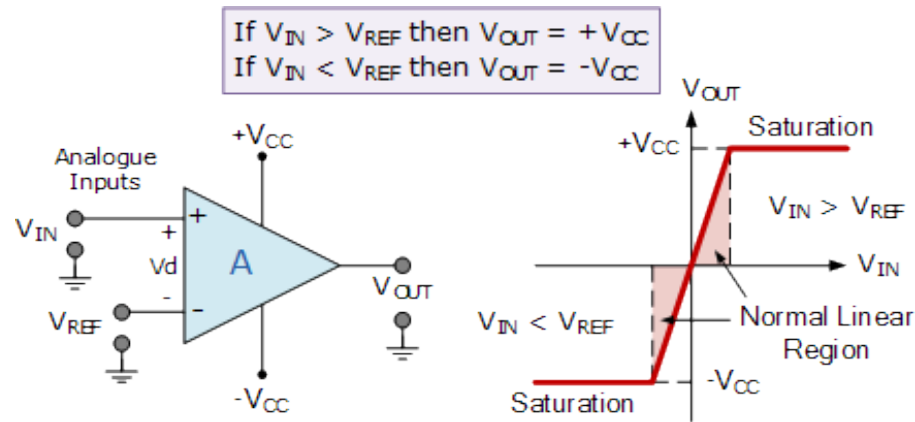 If VIN > VREF then VOUT = +VCC
If VIN < VREF then VOUT = -VCC
Analogue
Inputs
+VCC
VIN
+
+
Vd
A
-
-
VREF
VOUT
-VCC
VOUT
+VCC
Saturation
VIN > VREF
VIN
VIN < VREF
Normal Linear
Region
-VCC
Saturation